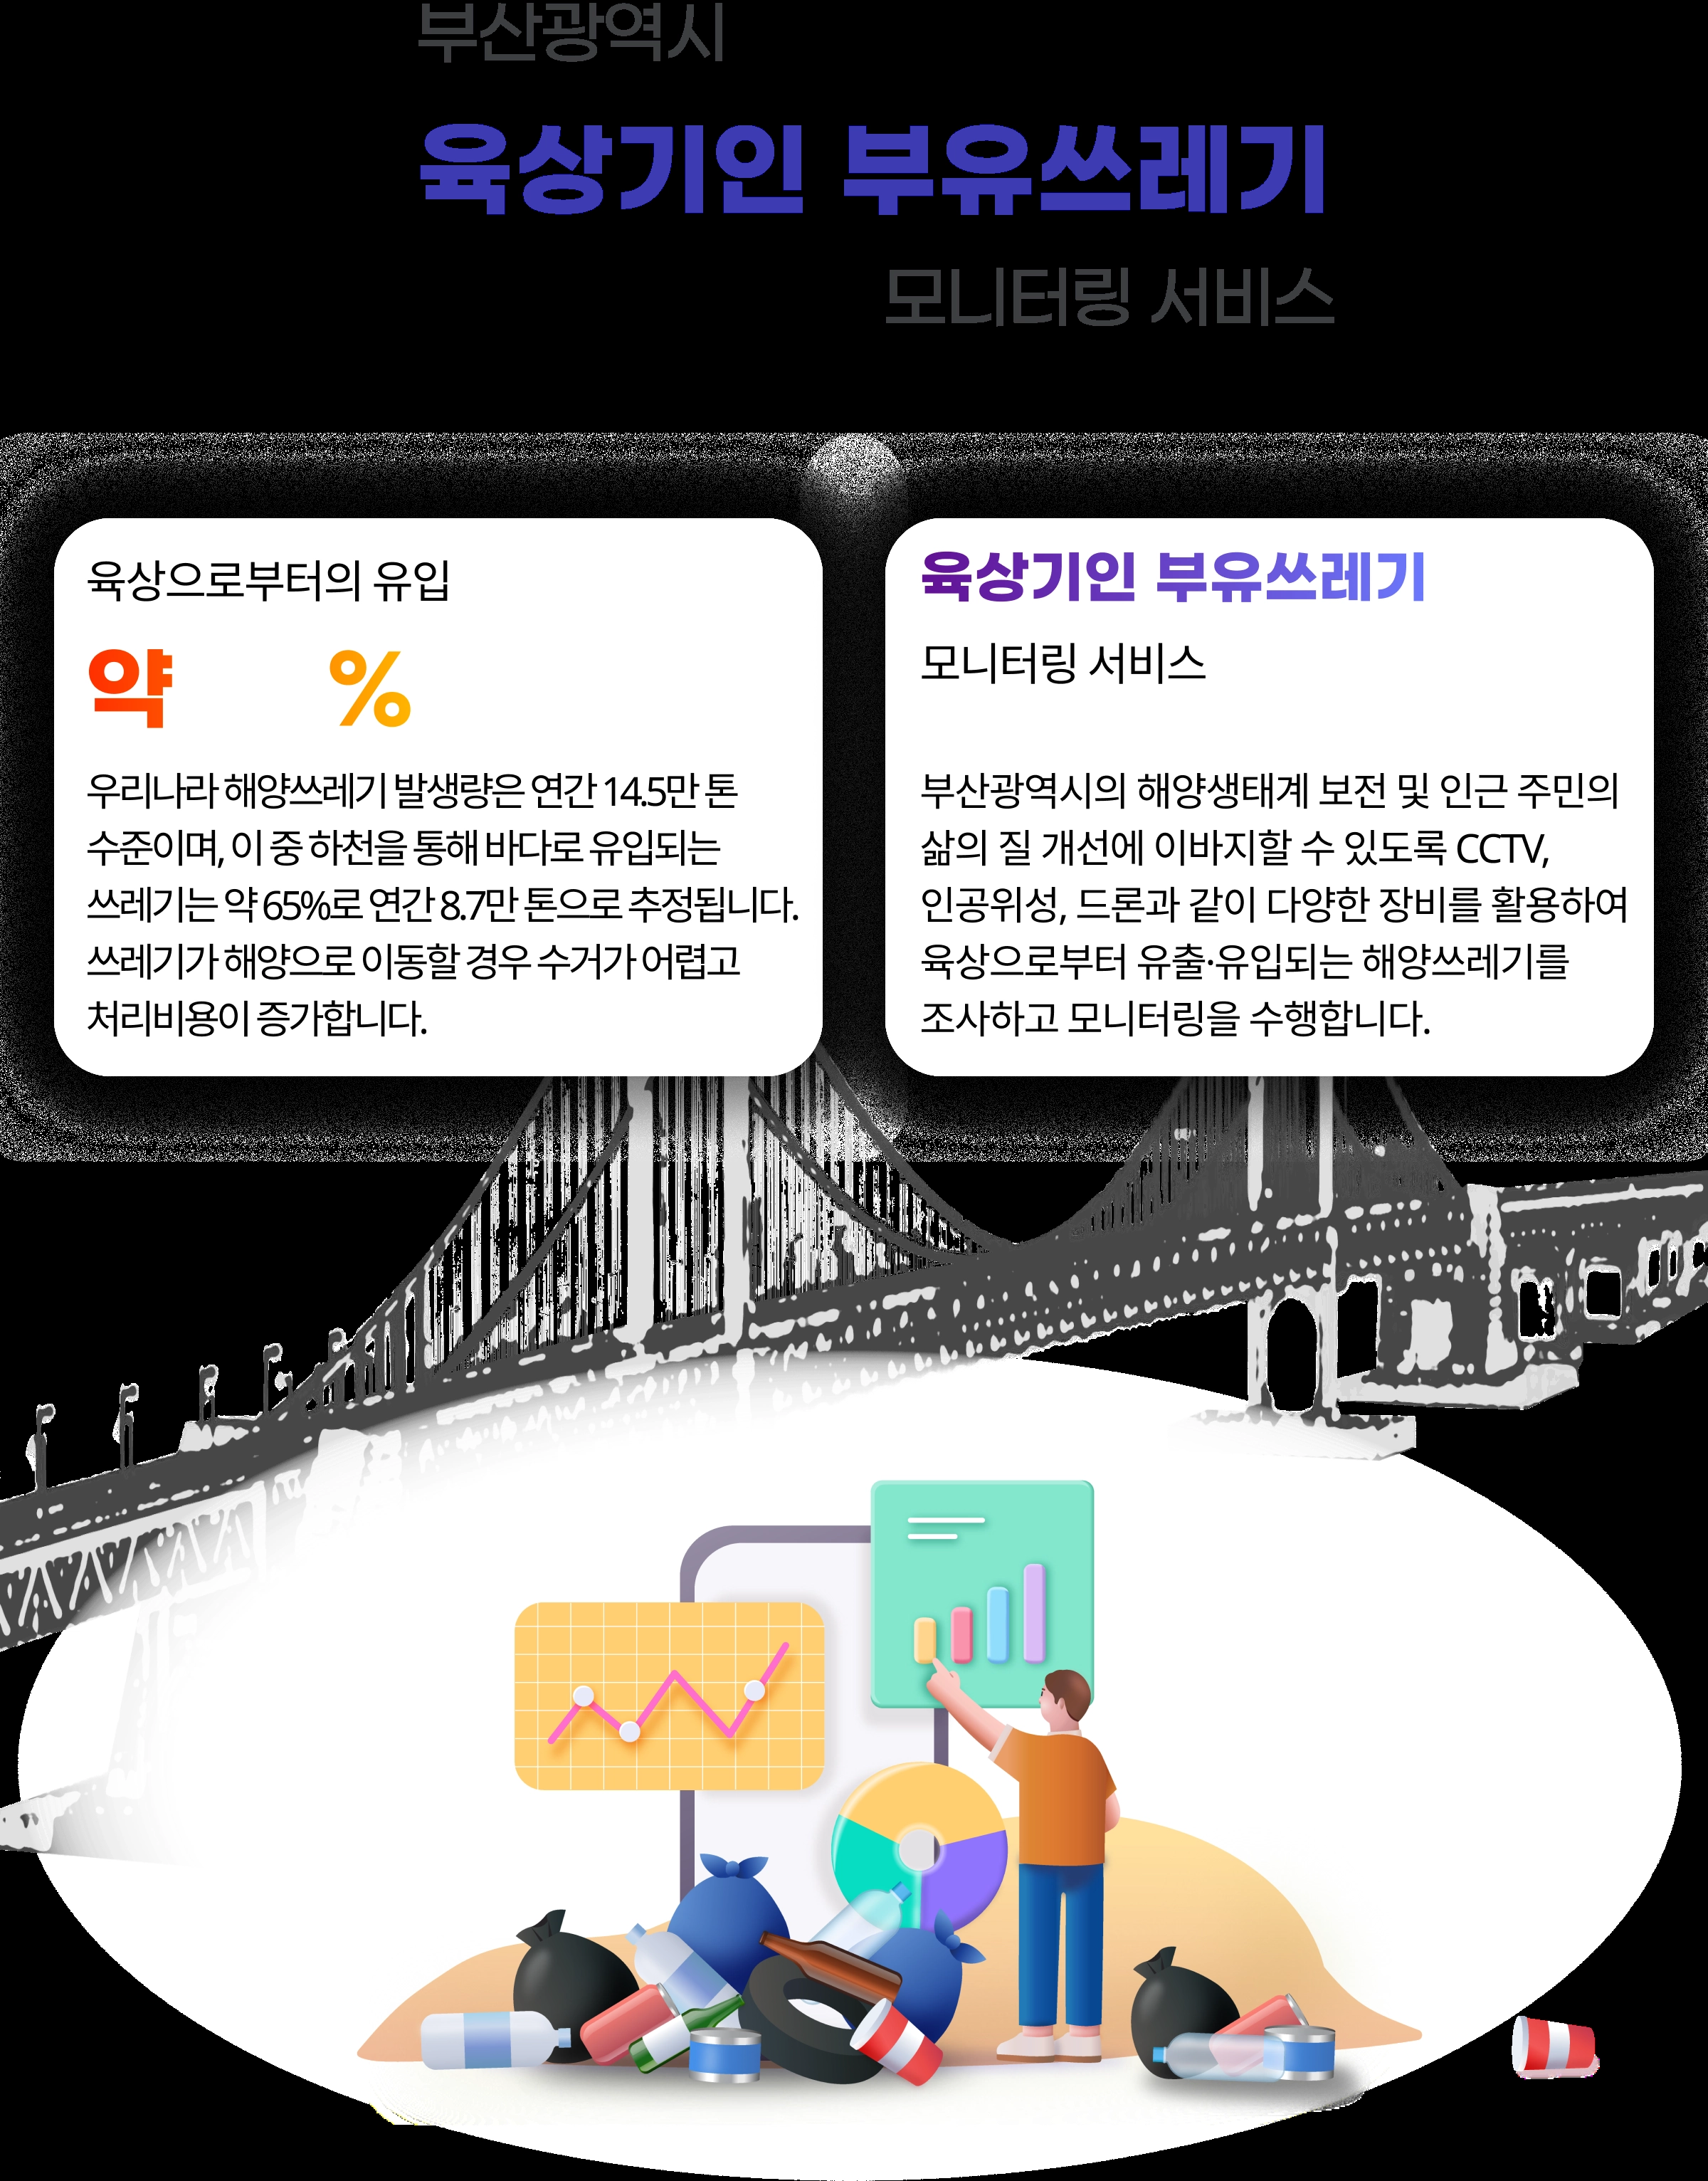 부산광역시
육상기인 부유쓰레기
모니터링 서비스
육상으로부터의 유입
약 %
우리나라 해양쓰레기 발생량은 연간 14.5만 톤
수준이며, 이 중 하천을 통해 바다로 유입되는
쓰레기는 약 65%로 연간 8.7만 톤으로 추정됩니다.
쓰레기가 해양으로 이동할 경우 수거가 어렵고
처리비용이 증가합니다.
육상기인 부유쓰레기
모니터링 서비스
부산광역시의 해양생태계 보전 및 인근 주민의
삶의 질 개선에 이바지할 수 있도록 CCTV,
인공위성, 드론과 같이 다양한 장비를 활용하여
육상으로부터 유출·유입되는 해양쓰레기를
조사하고 모니터링을 수행합니다.